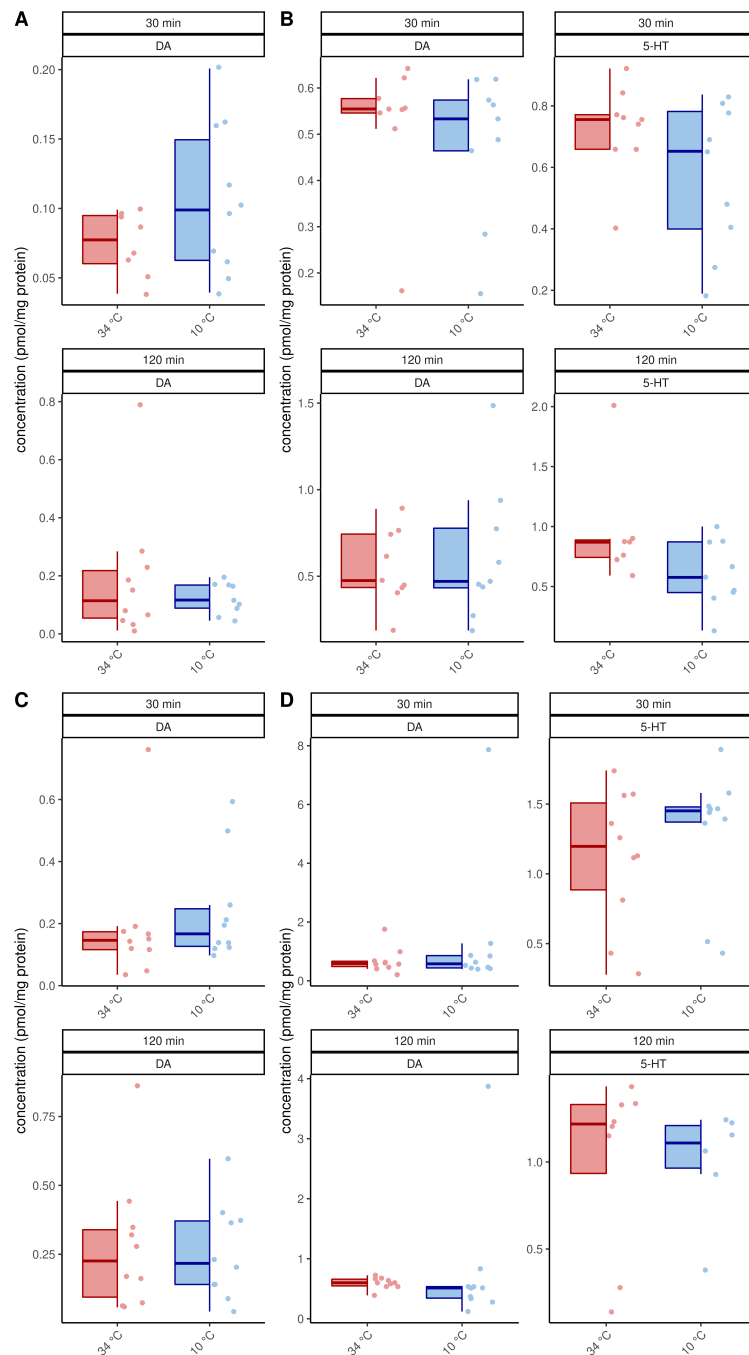 A
30 min
DA
0.20
0.15
0.10
0.05
34 °C
10 °C
120 min
DA
0.8
0.6
0.4
0.2
0.0
34 °C
10 °C
concentration (pmol/mg protein)
B
30 min
DA
0.6
0.5
0.3
0.2
34 °C
10 °C
30 min
5-HT
0.8
0.6
0.4
0.2
34 °C
10 °C
120 min
DA
1.5
1.0
0.5
34 °C
10 °C
120 min
5-HT
2.0
1.5
1.0
0.5
34 °C
10 °C
concentration (pmol/mg protein)
C
30 min
DA
0.6
0.4
0.2
0.0
34 °C
10 °C
120 min
DA
0.75
0.50
0.25
34 °C
10 °C
concentration (pmol/mg protein)
D
30 min
DA
8
6
4
2
0
34 °C
10 °C
30 min
5-HT
1.5
1.0
0.5
34 °C
10 °C
120 min
DA
4
3
2
1
0
34 °C
10 °C
120 min
5-HT
1.0
0.5
34 °C
10 °C
concentration (pmol/mg protein)